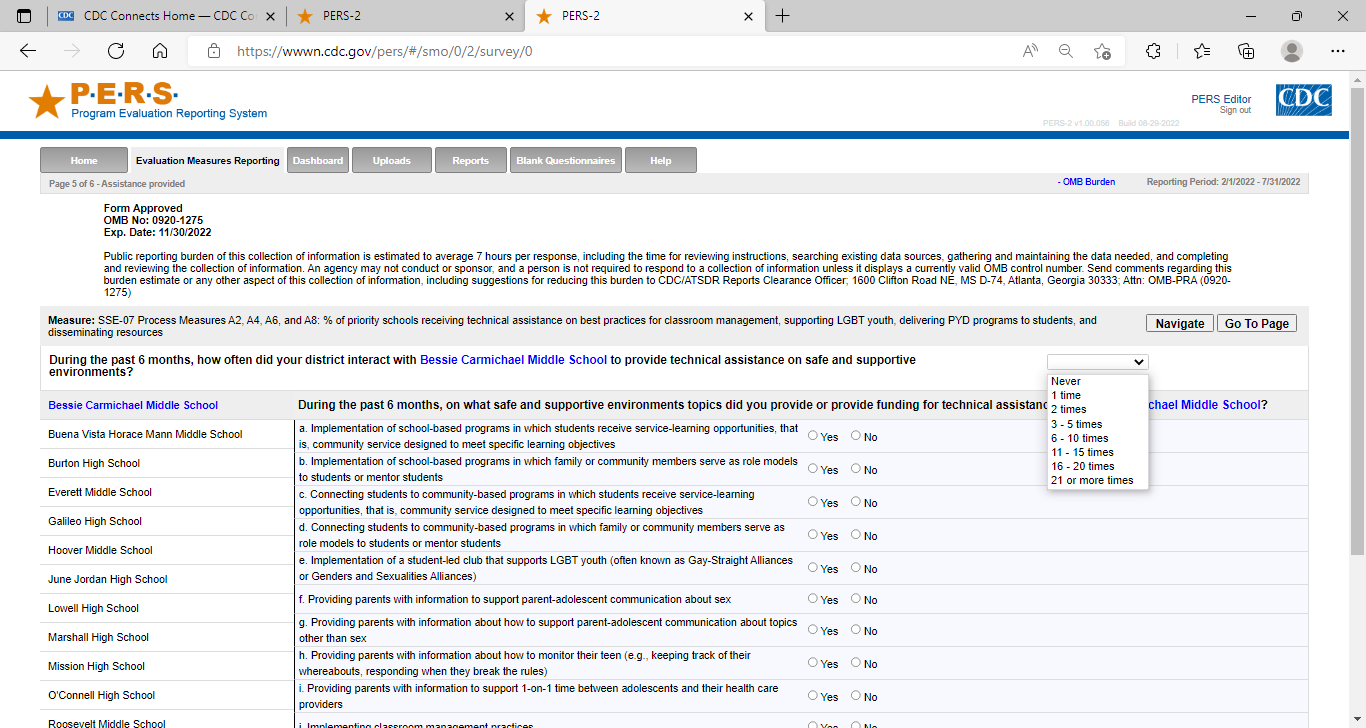 CDC Connects Home — CDC Co
PERS-2
PERS-2
https://wwwn.cdc.gov/pers/#/smo/0/2/survey/0
P·E·R·S·
Program Evaluation Reporting System
PERS Editor
Sign out
CDC
PERS-2 v1.00.056 Build 08-29-2022
Home
Evaluation Measures Reporting
Dashboard
Uploads
Reports
Blank Questionnaires
Help
Page 5 of 6 - Assistance provided
- OMB Burden
Reporting Period: 2/1/2022 - 7/31/2022
Form Approved
OMB No: 0920-1275
Exp. Date: 11/30/2022
Public reporting burden of this collection of information is estimated to average 7 hours per response, including the time for reviewing instructions, searching existing data sources, gathering and maintaining the data needed, and completing
and reviewing the collection of information. An agency may not conduct or sponsor, and a person is not required to respond to a collection of information unless it displays a currently valid OMB control number. Send comments regarding this
burden estimate or any other aspect of this collection of information, including suggestions for reducing this burden to CDC/ATSDR Reports Clearance Officer; 1600 Clifton Road NE, MS D-74, Atlanta, Georgia 30333; Attn: OMB-PRA (0920-
1275)
Measure: SSE-07 Process Measures A2, A4, A6, and A8: % of priority schools receiving technical assistance on best practices for classroom management, supporting LGBT youth, delivering PYD programs to students, and
disseminating resources
Navigate
Go To Page
During the past 6 months, how often did your district interact with Bessie Carmichael Middle School to provide technical assistance on safe and supportive
environments?
Never
1 time
2 times
3 - 5 times
6 - 10 times
11 - 15 times
16 - 20 times
21 or more times
Bessie Carmichael Middle School
Buena Vista Horace Mann Middle School
Burton High School
Everett Middle School
Galileo High School
Hoover Middle School
June Jordan High School
Lowell High School
Marshall High School
Mission High School
O'Connell High School
Roosevelt Middle School
During the past 6 months, on what safe and supportive environments topics did you provide or provide funding for technical assistanc chael Middle School?
a. Implementation of school-based programs in which students receive service-learning opportunities, that
is, community service designed to meet specific learning objectives
Yes No
b. Implementation of school-based programs in which family or community members serve as role models
to students or mentor students
Yes No
c. Connecting students to community-based programs in which students receive service-learning
opportunities, that is, community service designed to meet specific learning objectives
Yes No
d. Connecting students to community-based programs in which family or community members serve as
role models to students or mentor students
Yes No
e. Implementation of a student-led club that supports LGBT youth (often known as Gay-Straight Alliances
or Genders and Sexualities Alliances)
Yes No
f. Providing parents with information to support parent-adolescent communication about sex
Yes No
g. Providing parents with information about how to support parent-adolescent communication about topics
other than sex
Yes No
h. Providing parents with information about how to monitor their teen (e.g., keeping track of their
whereabouts, responding when they break the rules)
Yes No
i. Providing parents with information to support 1-on-1 time between adolescents and their health care
providers
Yes No
j. Implementing classroom management practices
Yes No